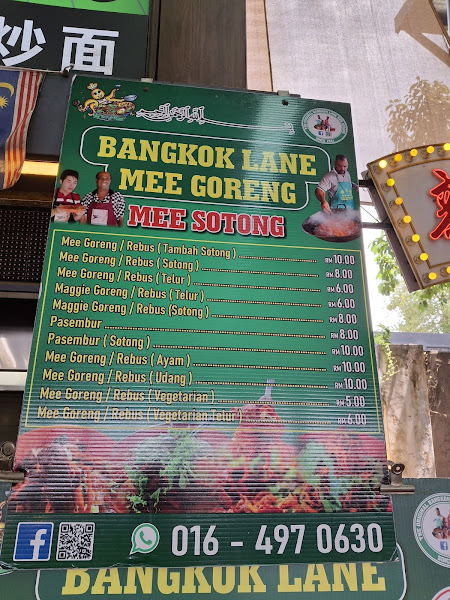 炒面
BANGKOK LANE
MEE GORENG
MEE SOTONG
Mee Goreng / Rebus ( Tambah Sotong ) RM 10.00
Mee Goreng / Rebus ( Sotong ) RM 8.00
Mee Goreng / Rebus ( Telur ) RM 6.00
Maggie Goreng / Rebus ( Telur ) RM 6.00
Maggie Goreng / Rebus (Sotong ) RM 8.00
Pasembur RM 8.00
Pasembur ( Sotong ) RM 10.00
Mee Goreng / Rebus ( Ayam ) RM 10.00
Mee Goreng / Rebus ( Udang ) RM 10.00
Mee Goreng / Rebus ( Vegetarian ) RM 5.00
Mee Goreng / Rebus ( Vegetarian Telur ) RM 6.00
f
016 - 497 0630
BANGKOK LANE